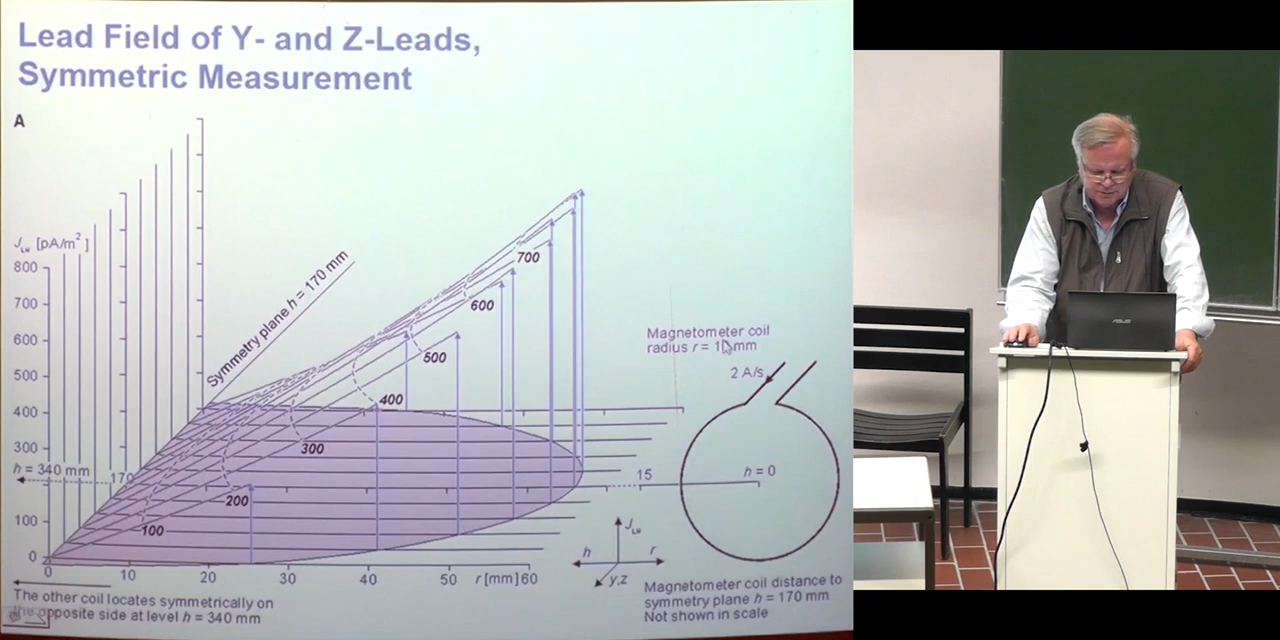 Lead Field of Y- and Z-Leads,
Symmetric Measurement
A
J_LM [pA/m²]
800
700
600
500
400
300
100
0
h = 340 mm
170
Symmetry plane h = 170 mm
700
600
500
400
300
200
100
0
10
30
40
50
r [mm] 60
15
Magnetometer coil
radius r = 1 mm
2 A/s
h = 0
J_LM
h
r
y,z
Magnetometer coil distance to
symmetry plane h = 170 mm
Not shown in scale
The other coil locates symmetrically on
the opposite side at level h = 340 mm
ASUS